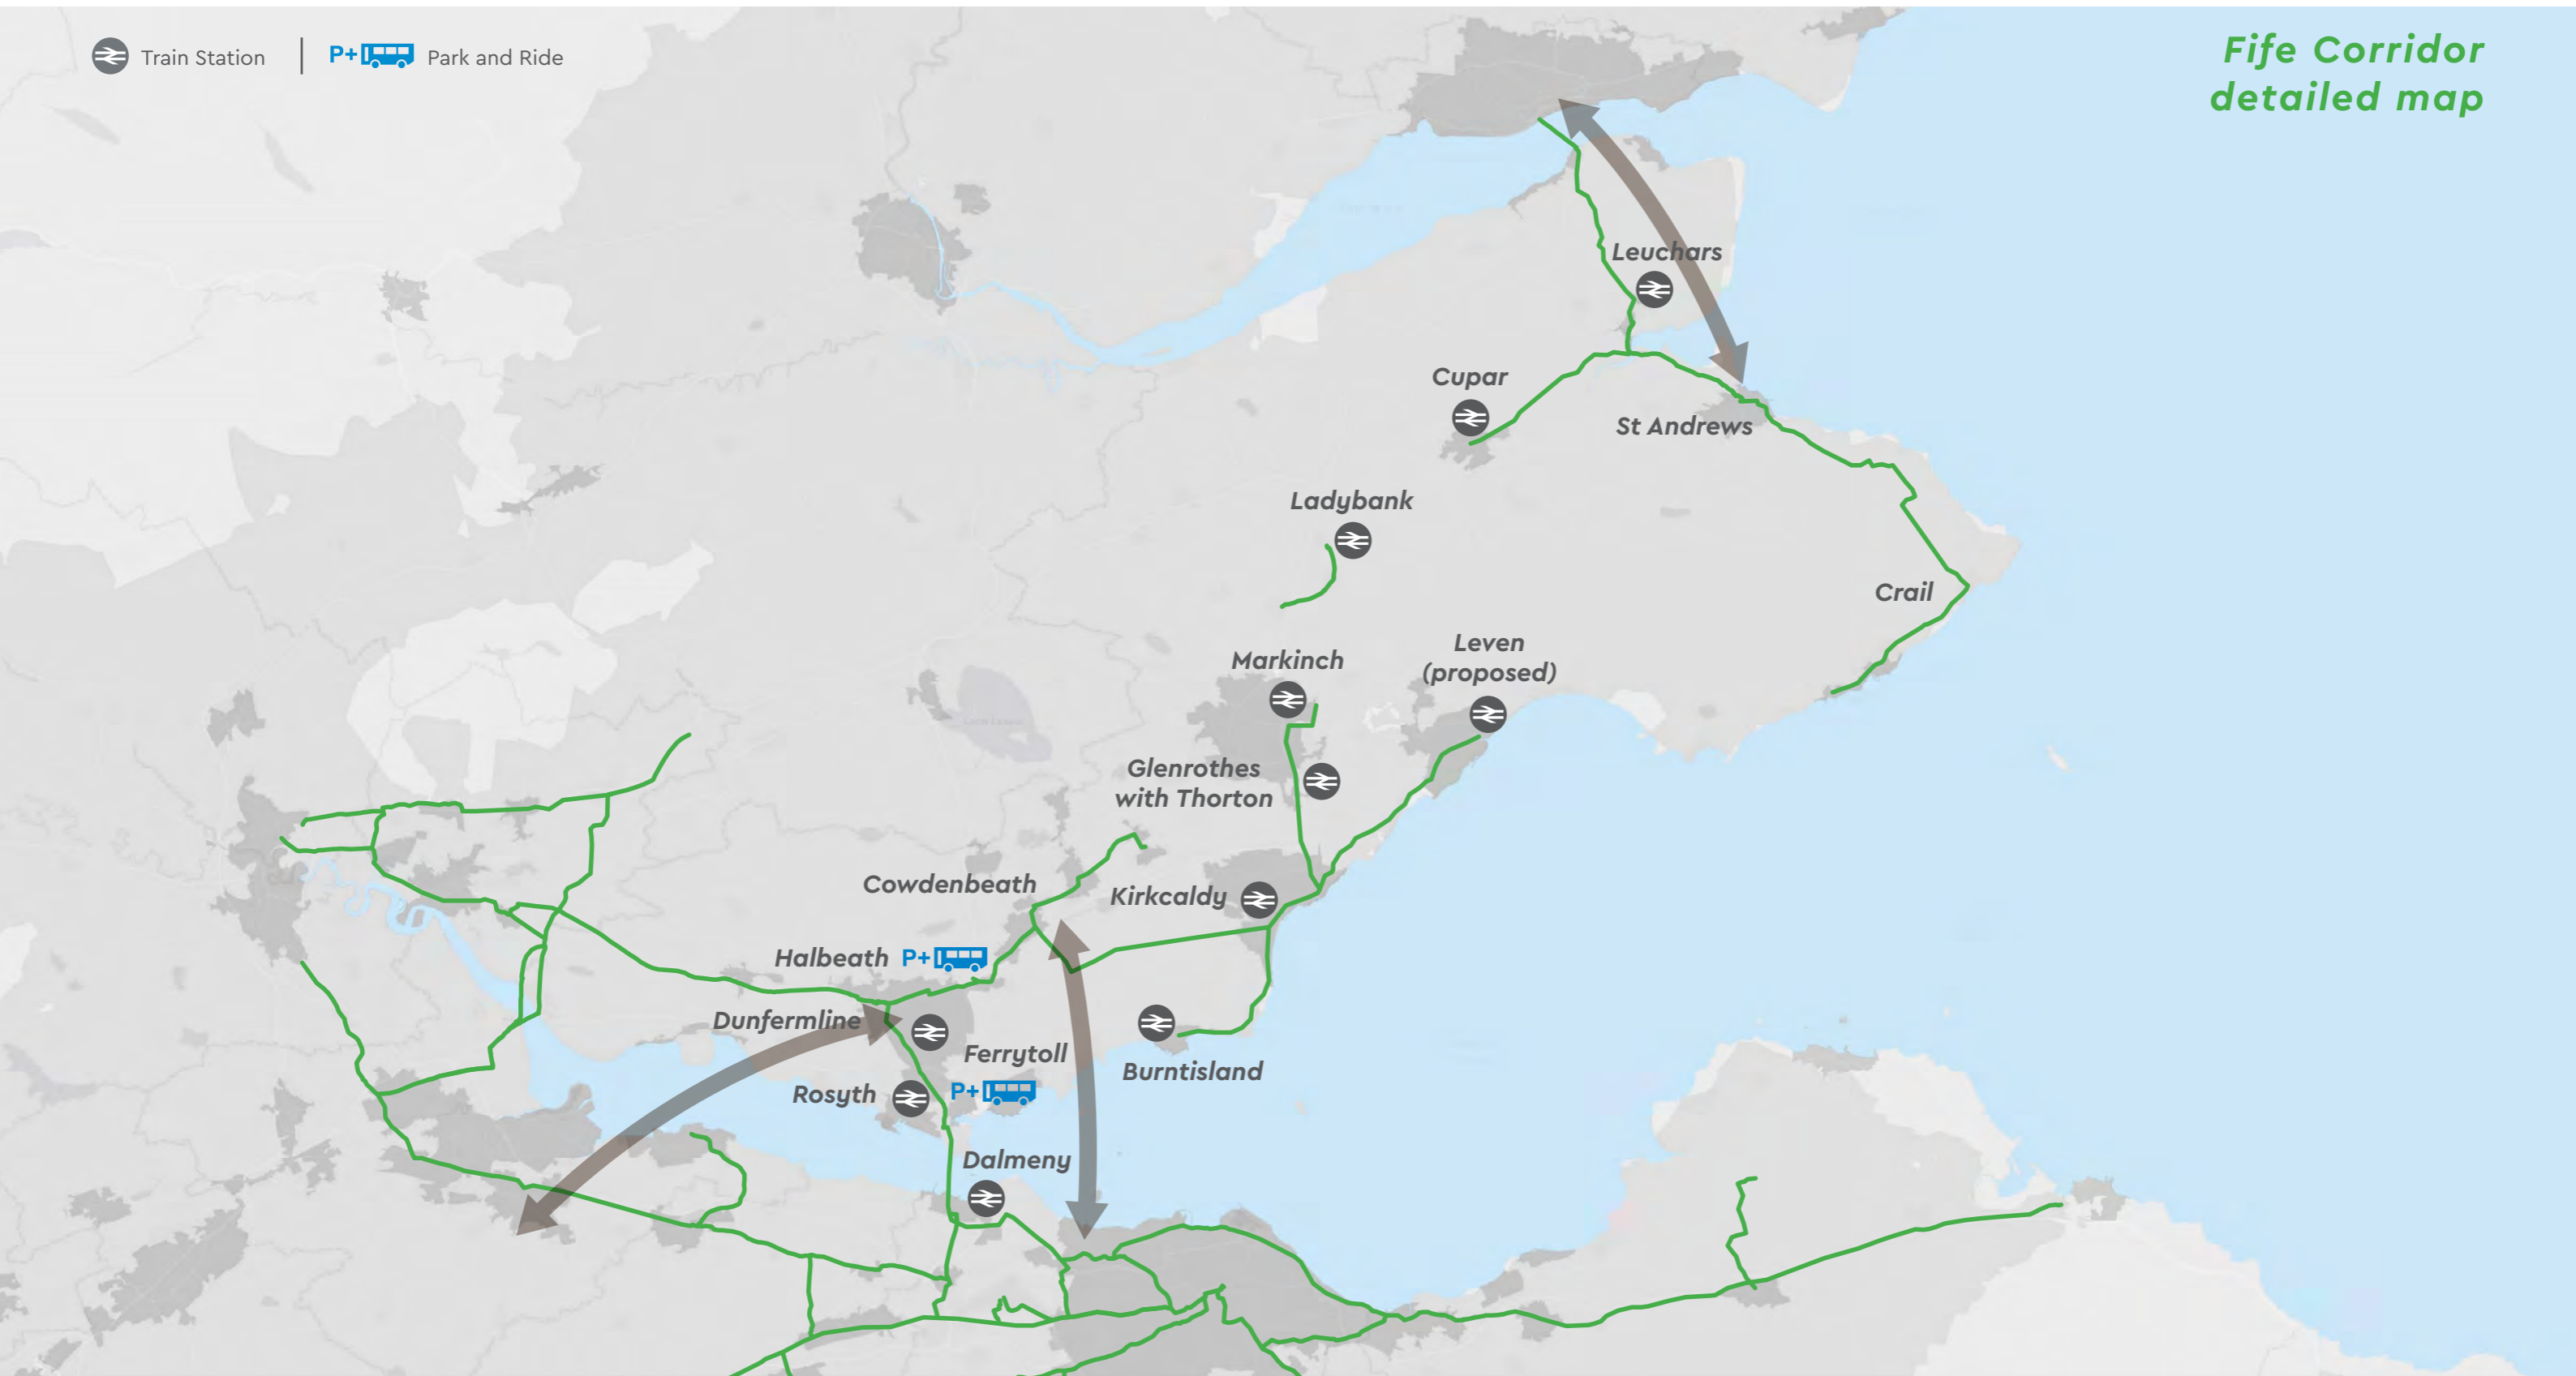 Train Station
P+
Park and Ride
Fife Corridor
detailed map
Leuchars
Cupar
St Andrews
Ladybank
Crail
Leven
(proposed)
Markinch
Glenrothes
with Thorton
Cowdenbeath
Kirkcaldy
Halbeath P+
Dunfermline
Ferrytoll
Burntisland
Rosyth
P+
Dalmeny